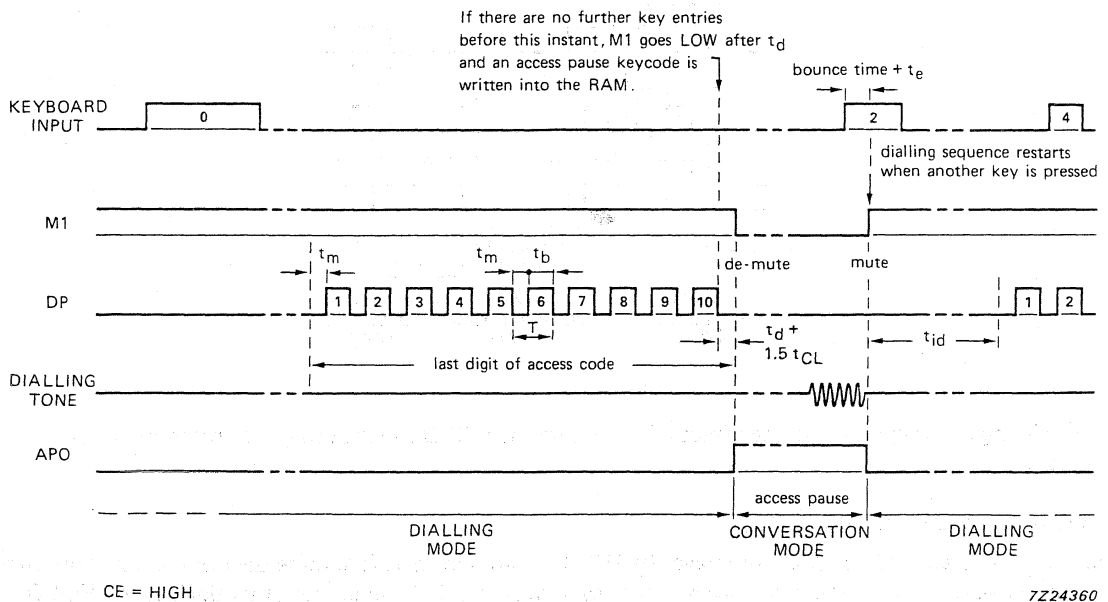 If there are no further key entries
before this instant, M1 goes LOW after td
and an access pause keycode is
written into the RAM.
bounce time + te
KEYBOARD
INPUT
0
2
4
dialling sequence restarts
when another key is pressed
M1
tm
tm
tb
de-mute
mute
DP
1
2
3
4
5
6
7
8
9
10
1
2
T
td +
1.5 tCL
tid
last digit of access code
DIALLING
TONE
APO
access pause
DIALLING
MODE
CONVERSATION
MODE
DIALLING
MODE
CE = HIGH
7Z24360